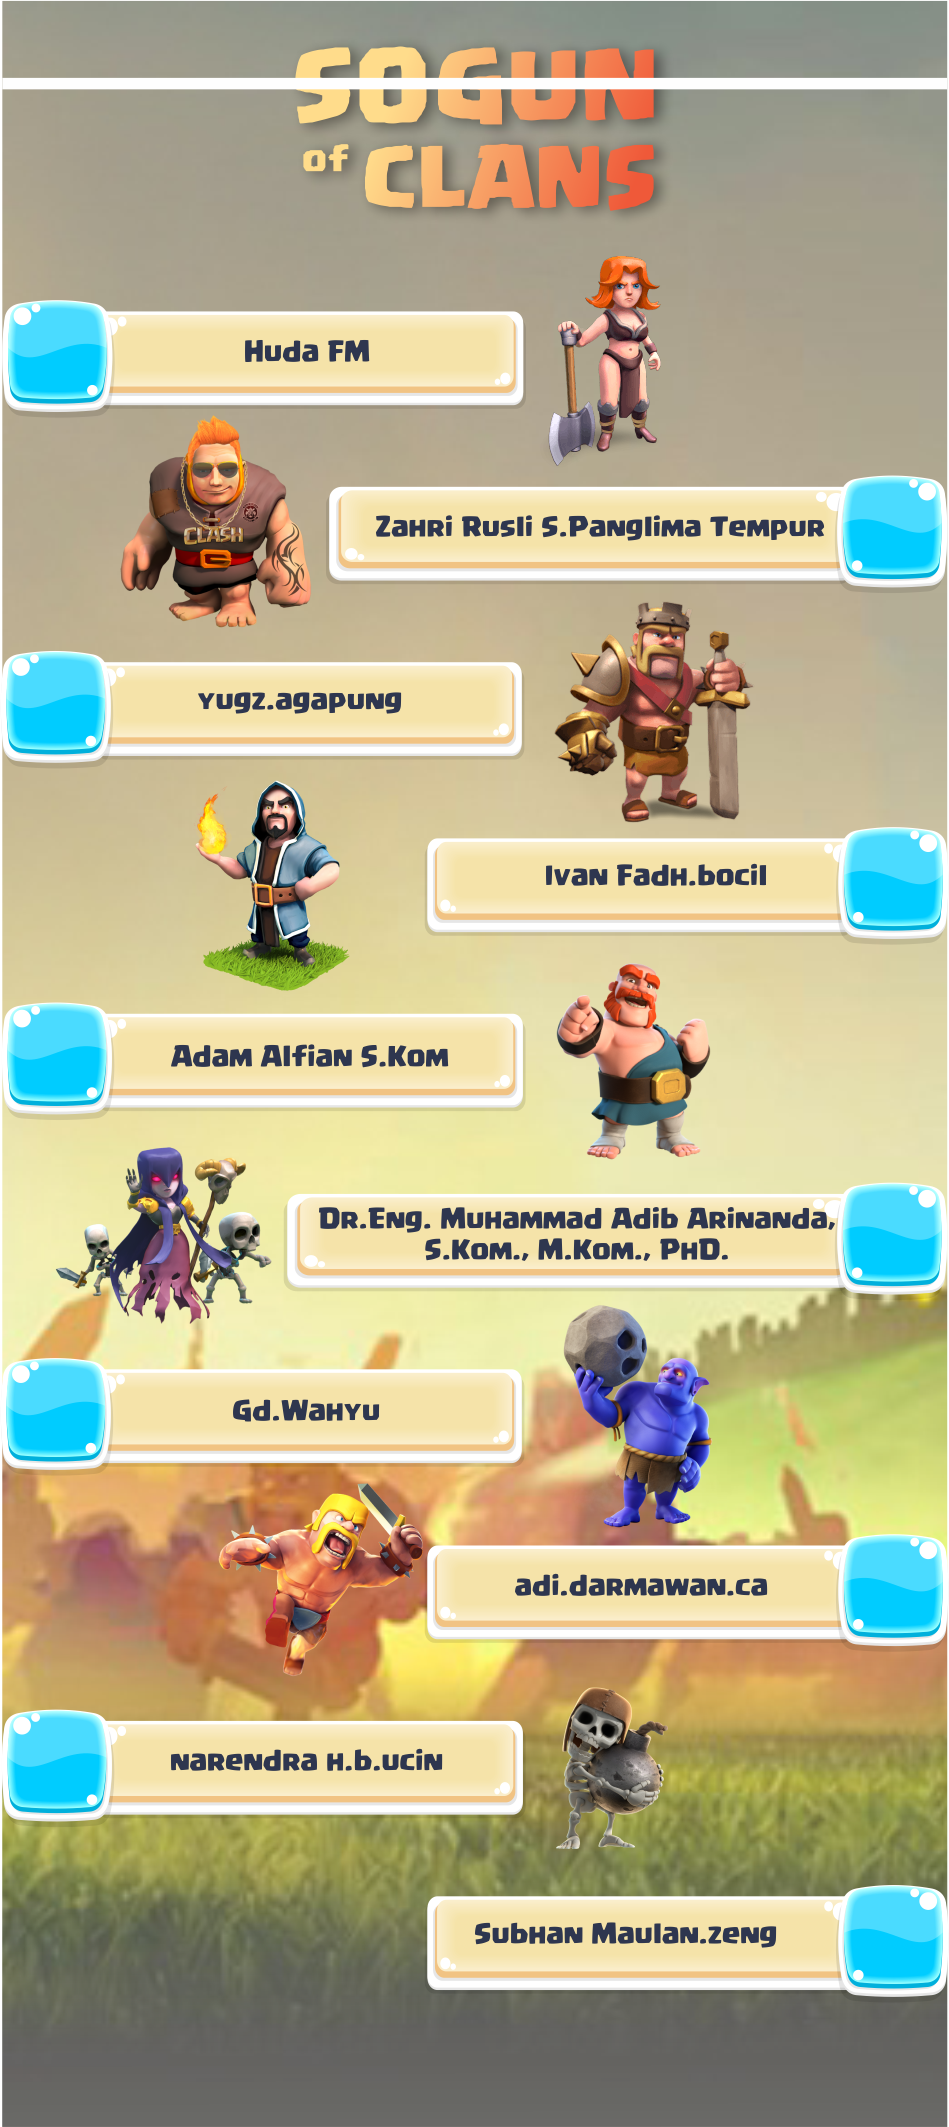 SOGUN
of CLANS
Huda FM
CLASH
Zahri Rusli S.Panglima Tempur
yugz.agapung
Ivan Fadh.bocil
Adam Alfian S.Kom
Dr.Eng. Muhammad Adib Arinanda,
S.Kom., M.Kom., PhD.
Gd.Wahyu
adi.darmawan.ca
narendra h.b.ucin
Subhan Maulan.zeng